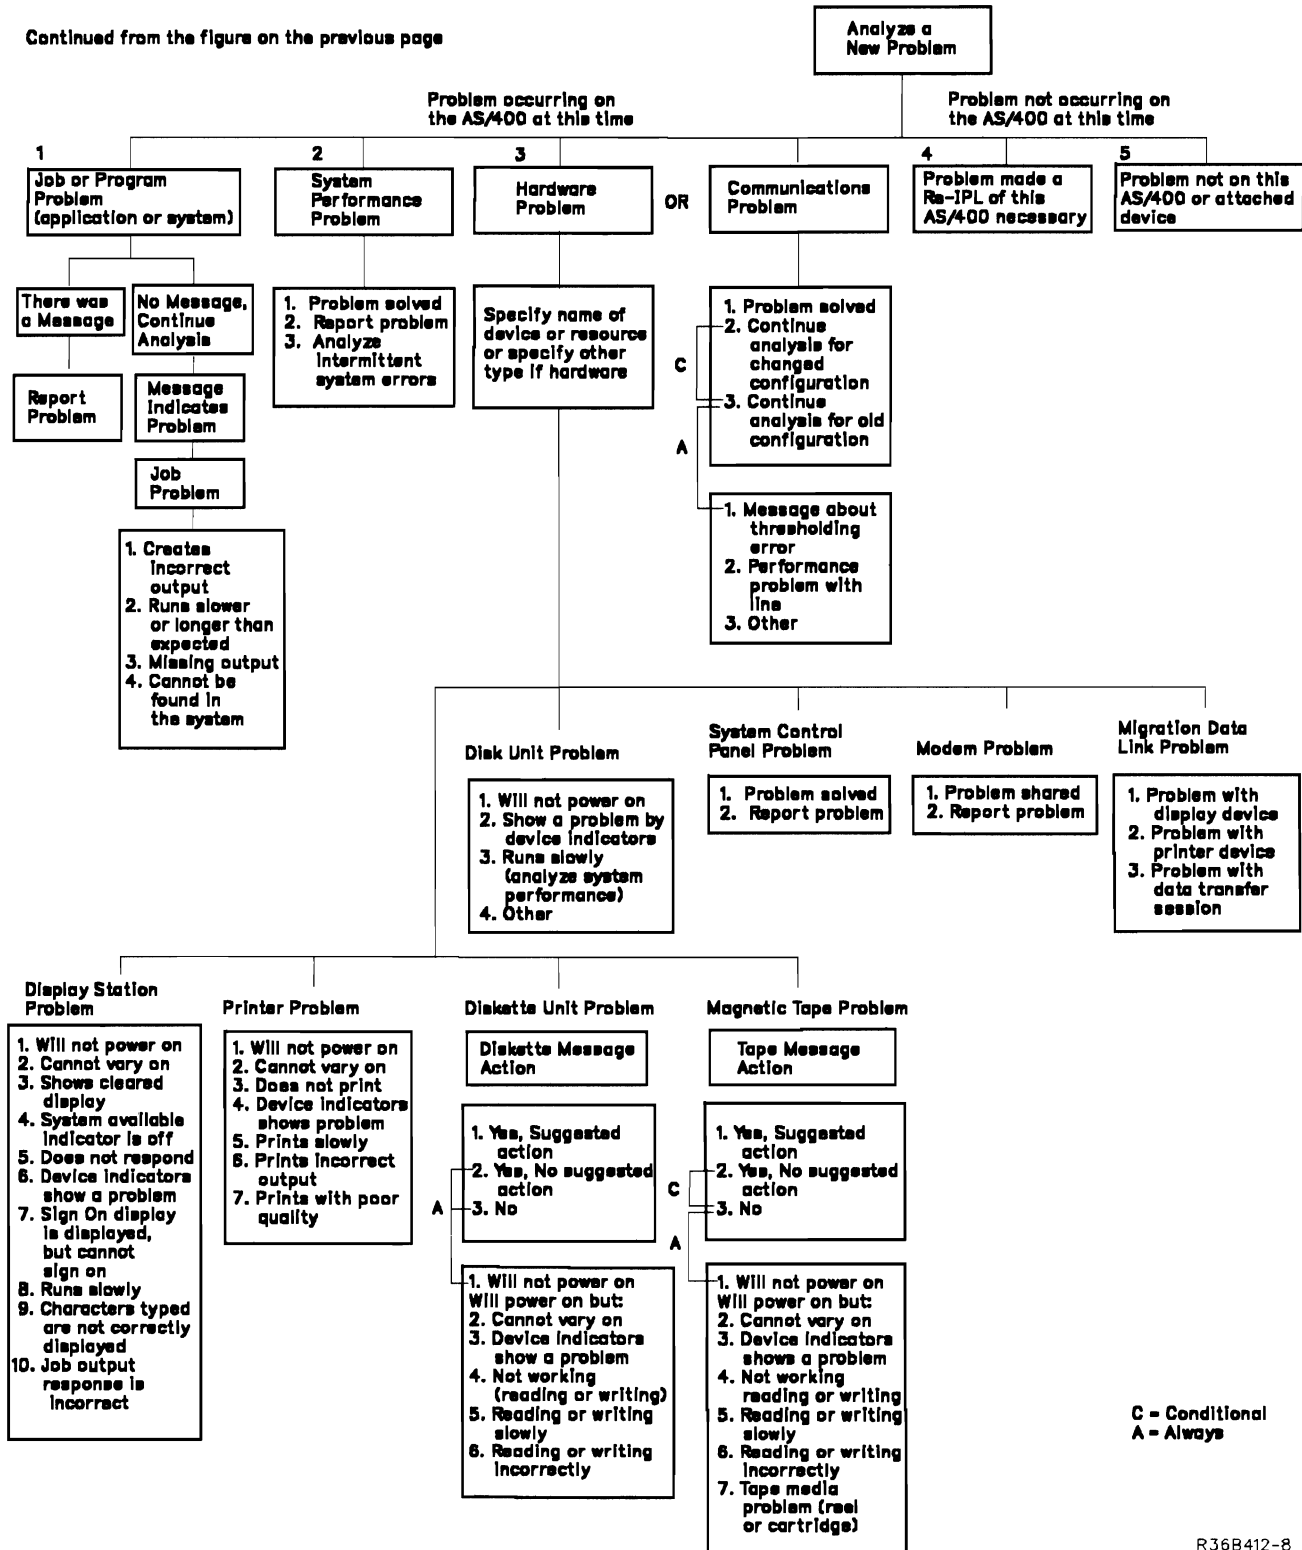 Continued from the figure on the previous page
Analyze a
New Problem
Problem occurring on
the AS/400 at this time
Problem not occurring on
the AS/400 at this time
1
Job or Program
Problem
(application or system)
2
System
Performance
Problem
3
Hardware
Problem
OR
Communications
Problem
4
Problem made a
Re-IPL of this
AS/400 necessary
5
Problem not on this
AS/400 or attached
device
There was
a Message
No Message,
Continue
Analysis
Report
Problem
Message
Indicates
Problem
Job
Problem
1. Creates
incorrect
output
2. Runs slower
or longer than
expected
3. Missing output
4. Cannot be
found in
the system
1. Problem solved
2. Report problem
3. Analyze
intermittent
system errors
Specify name of
device or resource
or specify other
type if hardware
1. Problem solved
2. Continue
analysis for
changed
configuration
3. Continue
analysis for old
configuration
C
A
1. Message about
thresholding
error
2. Performance
problem with
line
3. Other
Disk Unit Problem
1. Will not power on
2. Show a problem by
device indicators
3. Runs slowly
(analyze system
performance)
4. Other
System Control
Panel Problem
1. Problem solved
2. Report problem
Modem Problem
1. Problem shared
2. Report problem
Migration Data
Link Problem
1. Problem with
display device
2. Problem with
printer device
3. Problem with
data transfer
session
Display Station
Problem
1. Will not power on
2. Cannot vary on
3. Shows cleared
display
4. System available
indicator is off
5. Does not respond
6. Device indicators
show a problem
7. Sign On display
is displayed,
but cannot
sign on
8. Runs slowly
9. Characters typed
are not correctly
displayed
10. Job output
response is
incorrect
Printer Problem
1. Will not power on
2. Cannot vary on
3. Does not print
4. Device indicators
shows problem
5. Prints slowly
6. Prints incorrect
output
7. Prints with poor
quality
Diskette Unit Problem
Diskette Message
Action
1. Yes, Suggested
action
2. Yes, No suggested
action
3. No
A
1. Will not power on
Will power on but:
2. Cannot vary on
3. Device indicators
show a problem
4. Not working
(reading or writing)
5. Reading or writing
slowly
6. Reading or writing
incorrectly
Magnetic Tape Problem
Tape Message
Action
1. Yes, Suggested
action
2. Yes, No suggested
action
3. No
C
A
1. Will not power on
Will power on but:
2. Cannot vary on
3. Device indicators
shows a problem
4. Not working
reading or writing
5. Reading or writing
slowly
6. Reading or writing
incorrectly
7. Tape media
problem (reel
or cartridge)
C = Conditional
A = Always
R36B412-8